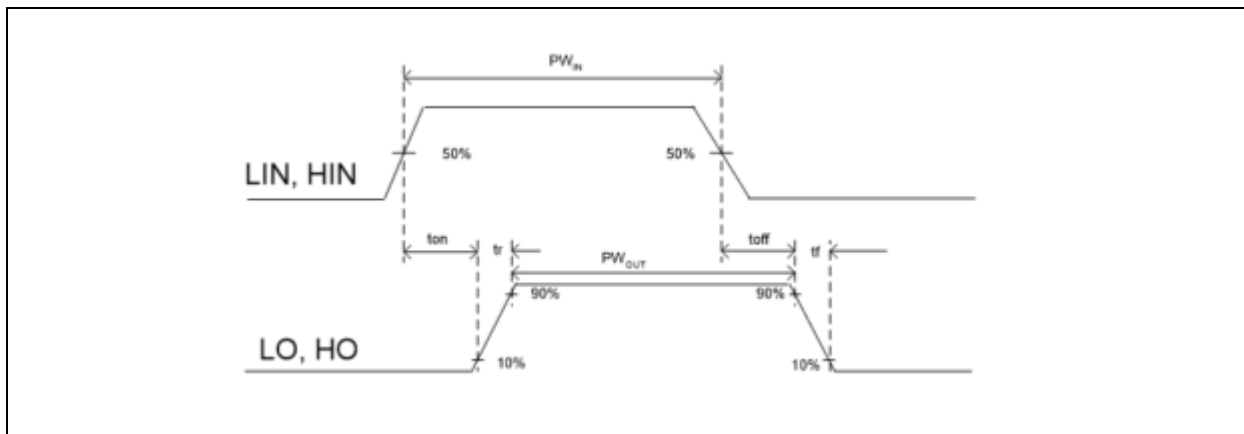 PW_IN
50% 50%
LIN, HIN
ton tr toff tf
PW_OUT
90% 90%
LO, HO
10% 10%